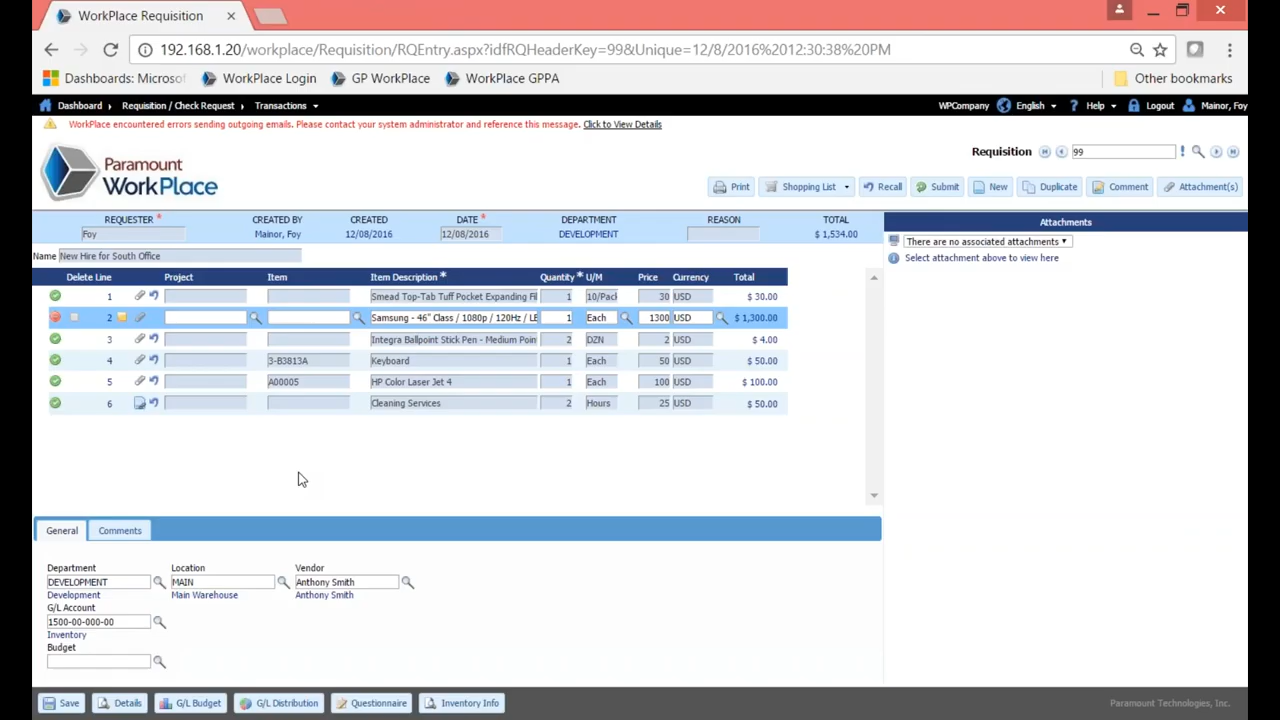 WorkPlace Requisition
192.168.1.20/workplace/Requisition/RQEntry.aspx?idfRQHeaderKey=99&Unique=12/8/2016%2012:30:38%20PM
Dashboards: Microsof WorkPlace Login GP WorkPlace WorkPlace GPPA Other bookmarks
Dashboard Requisition / Check Request Transactions WPCompany English Help Logout Mainor, Foy
WorkPlace encountered errors sending outgoing emails. Please contact your system administrator and reference this message. Click to View Details
Paramount
WorkPlace
Requisition 99
Print Shopping List Recall Submit New Duplicate Comment Attachment(s)
REQUESTER * CREATED BY CREATED DATE * DEPARTMENT REASON TOTAL
Foy Mainor, Foy 12/08/2016 12/08/2016 DEVELOPMENT $ 1,534.00
Attachments
There are no associated attachments
Select attachment above to view here
Name New Hire for South Office
Delete Line Project Item Item Description * Quantity * U/M Price Currency Total
1 Smead Top-Tab Tuff Pocket Expanding Fi 1 10/Pack 30 USD $ 30.00
2 Samsung - 46" Class / 1080p / 120Hz / LE 1 Each 1300 USD $ 1,300.00
3 Integra Ballpoint Stick Pen - Medium Poin 2 DZN 2 USD $ 4.00
4 3-B3813A Keyboard 1 Each 50 USD $ 50.00
5 A00005 HP Color Laser Jet 4 1 Each 100 USD $ 100.00
6 Cleaning Services 2 Hours 25 USD $ 50.00
General Comments
Department Location Vendor
DEVELOPMENT MAIN Anthony Smith
Development Main Warehouse Anthony Smith
G/L Account
1500-00-000-00
Inventory
Budget
Save Details G/L Budget G/L Distribution Questionnaire Inventory Info Paramount Technologies, Inc.